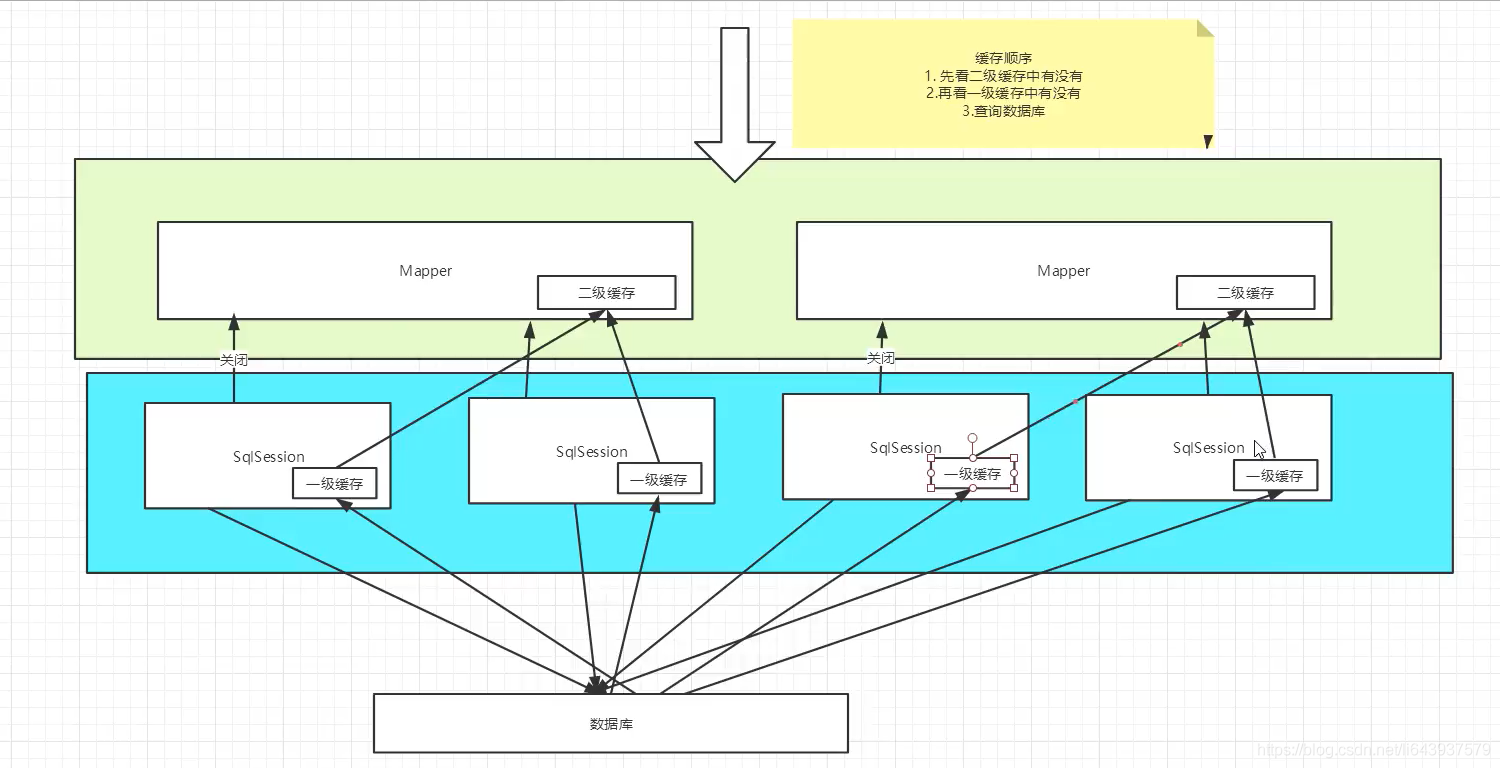 缓存顺序
1. 先看二级缓存中有没有
2.再看一级缓存中有没有
3.查询数据库
Mapper
二级缓存
Mapper
二级缓存
关闭
关闭
SqlSession
一级缓存
SqlSession
一级缓存
SqlSession
一级缓存
SqlSession
一级缓存
数据库
https://blog.csdn.net/li643937579